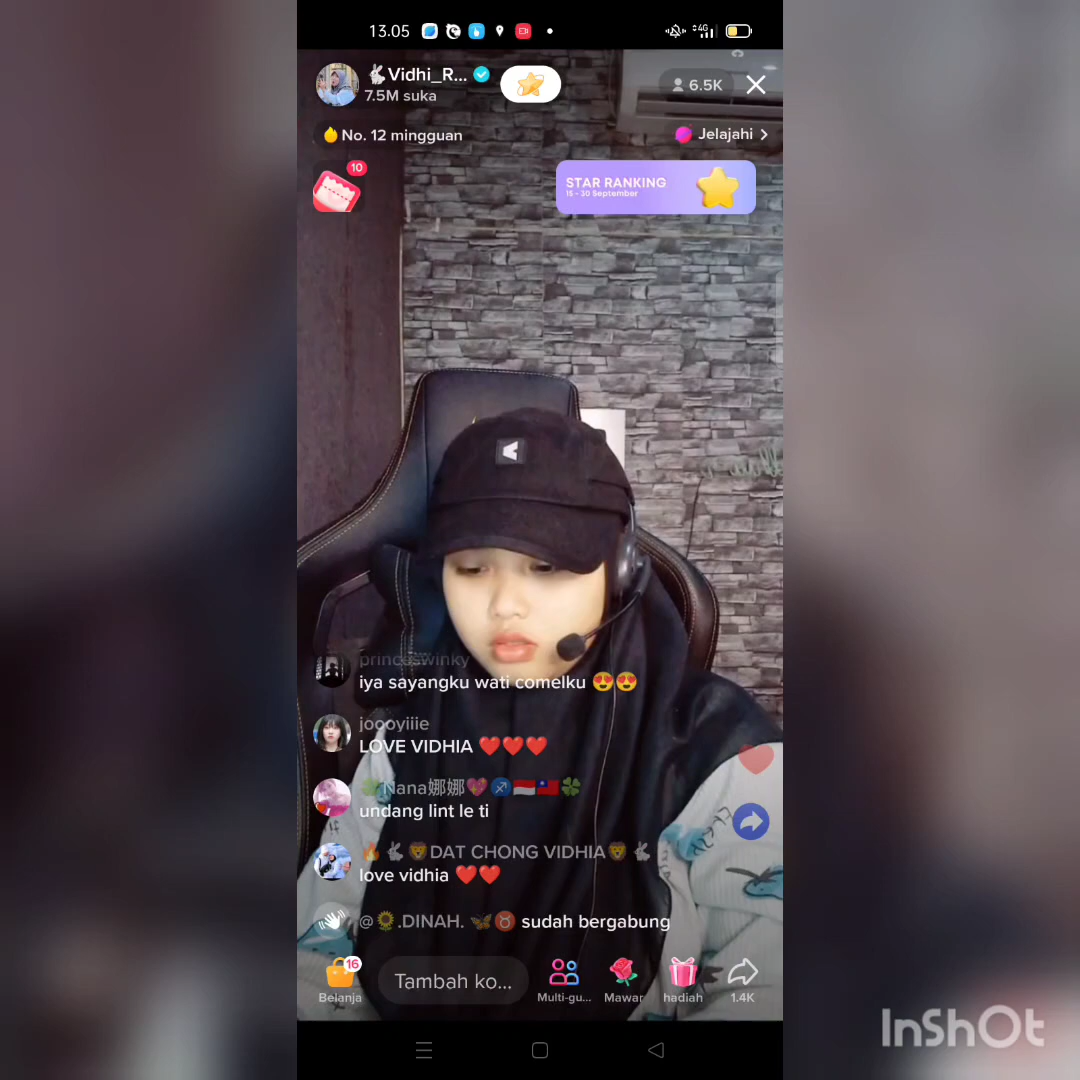 13.05
4G
Vidhi_R...
7.5M suka
6.5K
No. 12 mingguan
Jelajahi >
10
STAR RANKING
15 - 30 September
princeswinky
iya sayangku wati comelku 😍😍
joooyiiie
LOVE VIDHIA ❤️❤️❤️
🍀Nana娜娜💖♐🇮🇩🇹🇼🍀
undang lint le ti
🔥🐇🦁DAT CHONG VIDHIA🦁🐇
love vidhia ❤️❤️
@🌻.DINAH. 🦋♉ sudah bergabung
16
Tambah ko...
Belanja
Multi-gu...
Mawar
hadiah
1.4K
InShOt